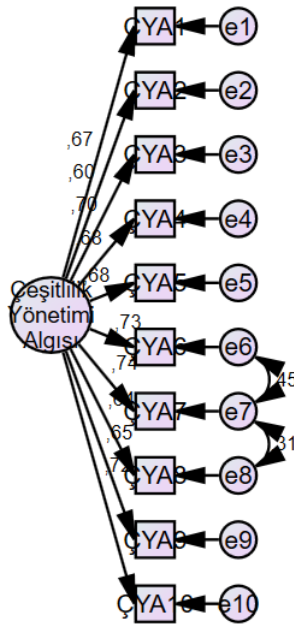 ÇYA1
e1
ÇYA2
e2
ÇYA3
e3
ÇYA4
e4
ÇYA5
e5
ÇYA6
e6
ÇYA7
e7
ÇYA8
e8
ÇYA9
e9
ÇYA10
e10
Çeşitlilik
Yönetimi
Algısı
,67
,60
,70
,68
,68
,73
,74
,64
,65
,72
,45
,31